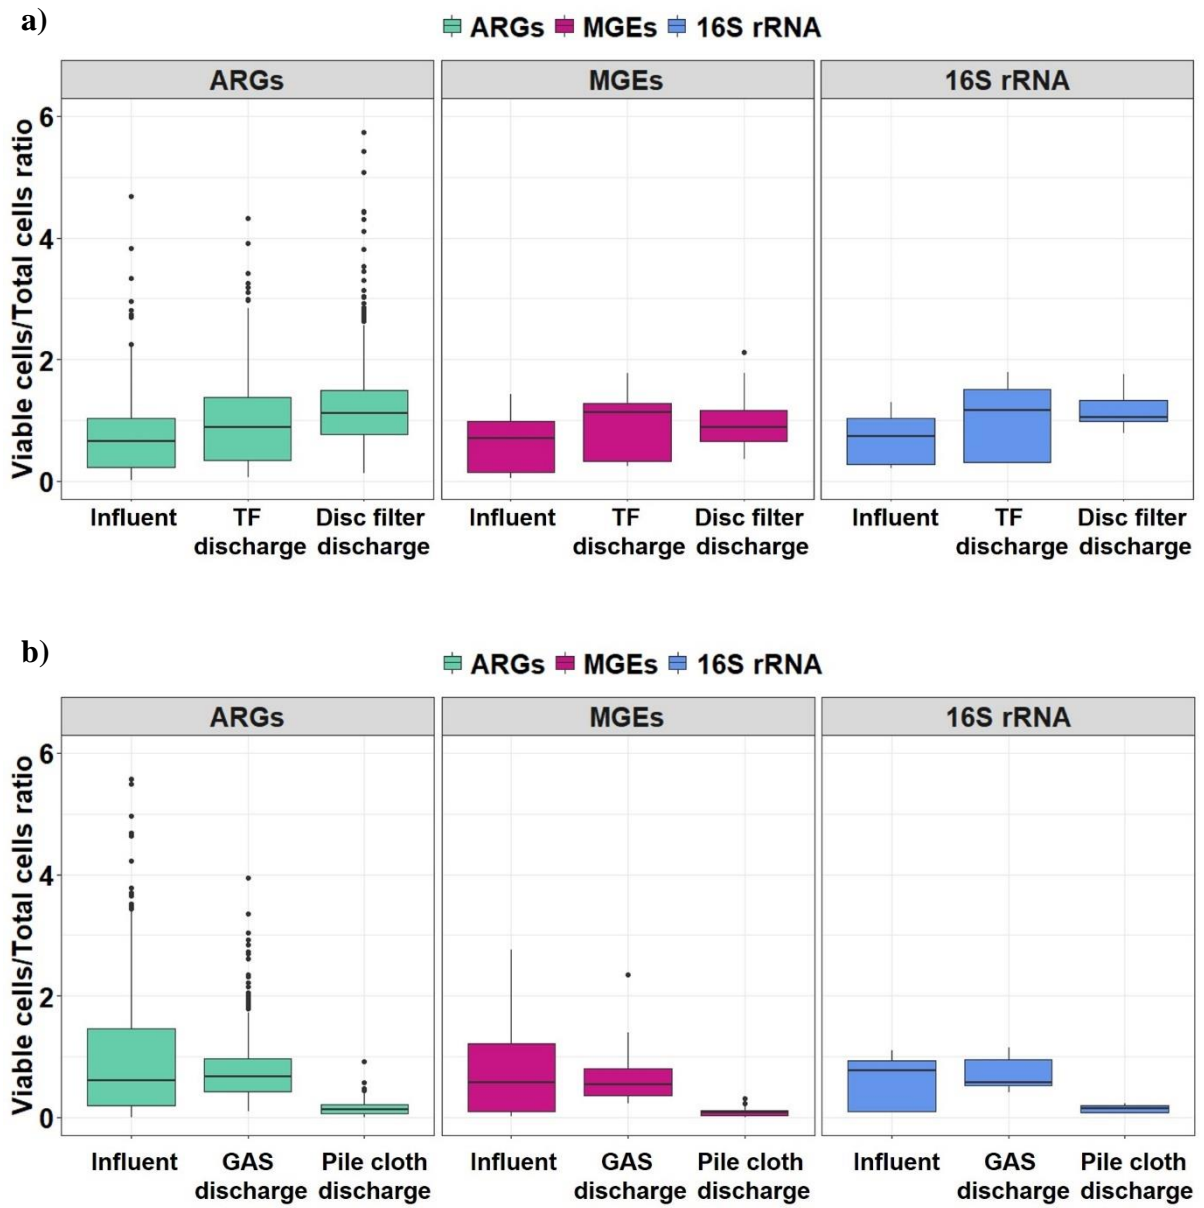 a)
ARGs MGEs 16S rRNA
ARGs MGEs 16S rRNA
Viable cells/Total cells ratio
6
4
2
0
Influent TF discharge Disc filter discharge
Influent TF discharge Disc filter discharge
Influent TF discharge Disc filter discharge
b)
ARGs MGEs 16S rRNA
ARGs MGEs 16S rRNA
Viable cells/Total cells ratio
6
4
2
0
Influent GAS discharge Pile cloth discharge
Influent GAS discharge Pile cloth discharge
Influent GAS discharge Pile cloth discharge